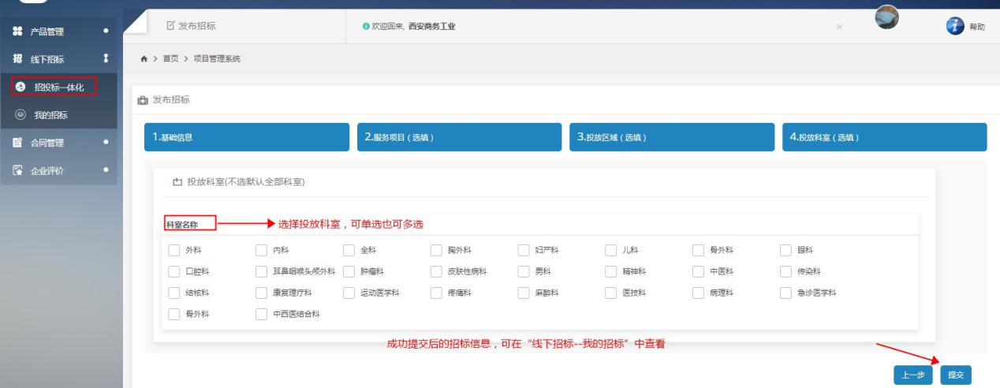 产品管理
线下招标
招投标一体化
我的招标
合同管理
企业评价
发布招标
欢迎回来, 西安商务工业
×
帮助
首页 > 项目管理系统
发布招标
1.基础信息
2.服务项目(选填)
3.投放区域(选填)
4.投放科室(选填)
投放科室(不选默认全部科室)
科室名称
选择投放科室，可单选也可多选
外科 内科 全科 胸外科 妇产科 儿科 骨外科 眼科
口腔科 耳鼻咽喉头颅外科 肿瘤科 皮肤性病科 男科 精神科 中医科 传染科
结核科 康复理疗科 运动医学科 疼痛科 麻醉科 医技科 病理科 急诊医学科
骨外科 中西医结合科
成功提交后的招标信息，可在“线下招标--我的招标”中查看
上一步
提交